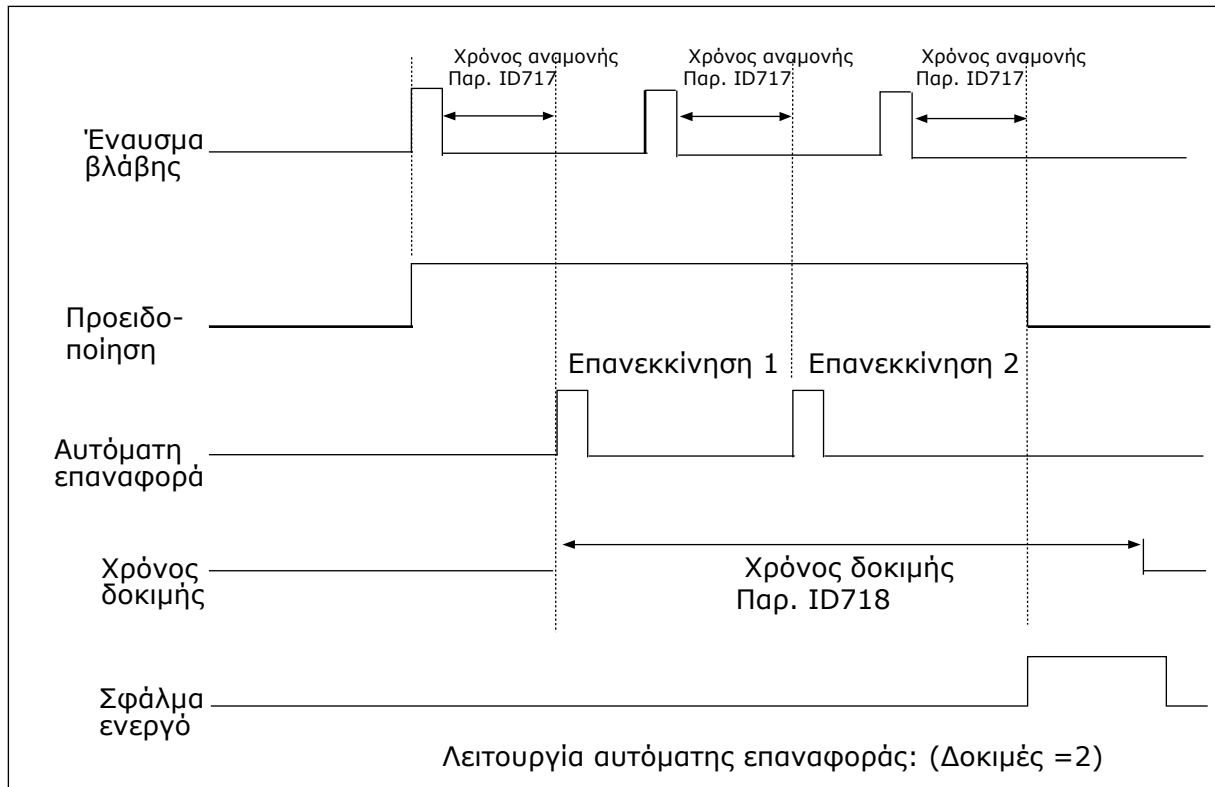 Χρόνος αναμονής
Παρ. ID717
Χρόνος αναμονής
Παρ. ID717
Χρόνος αναμονής
Παρ. ID717
Έναυσμα
βλάβης
Προειδο-
ποίηση
Επανεκκίνηση 1
Επανεκκίνηση 2
Αυτόματη
επαναφορά
Χρόνος
δοκιμής
Χρόνος δοκιμής
Παρ. ID718
Σφάλμα
ενεργό
Λειτουργία αυτόματης επαναφοράς: (Δοκιμές =2)